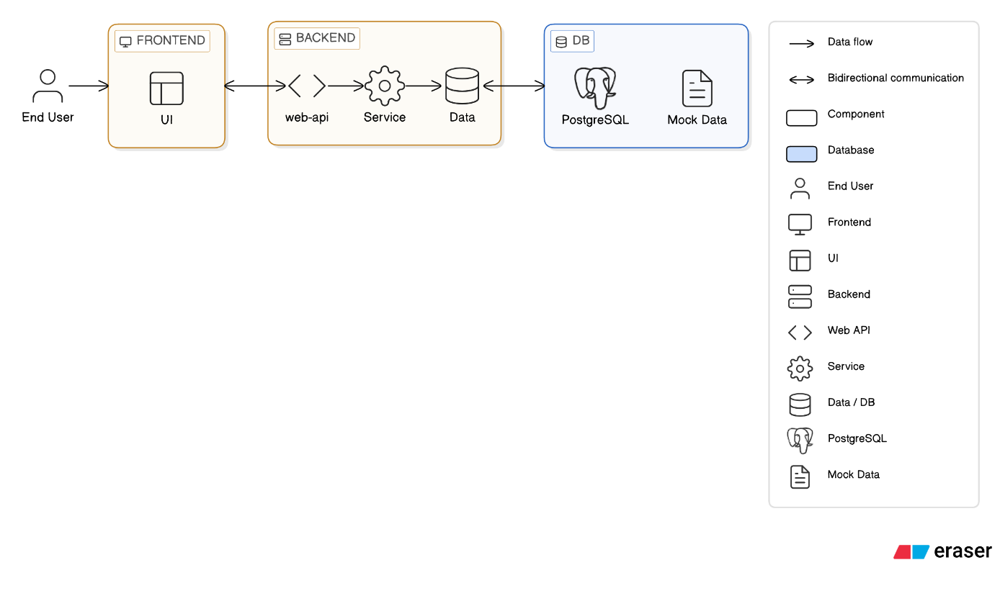 FRONTEND
BACKEND
DB
End User
UI
web-api
Service
Data
PostgreSQL
Mock Data
Data flow
Bidirectional communication
Component
Database
End User
Frontend
UI
Backend
Web API
Service
Data / DB
PostgreSQL
Mock Data
eraser